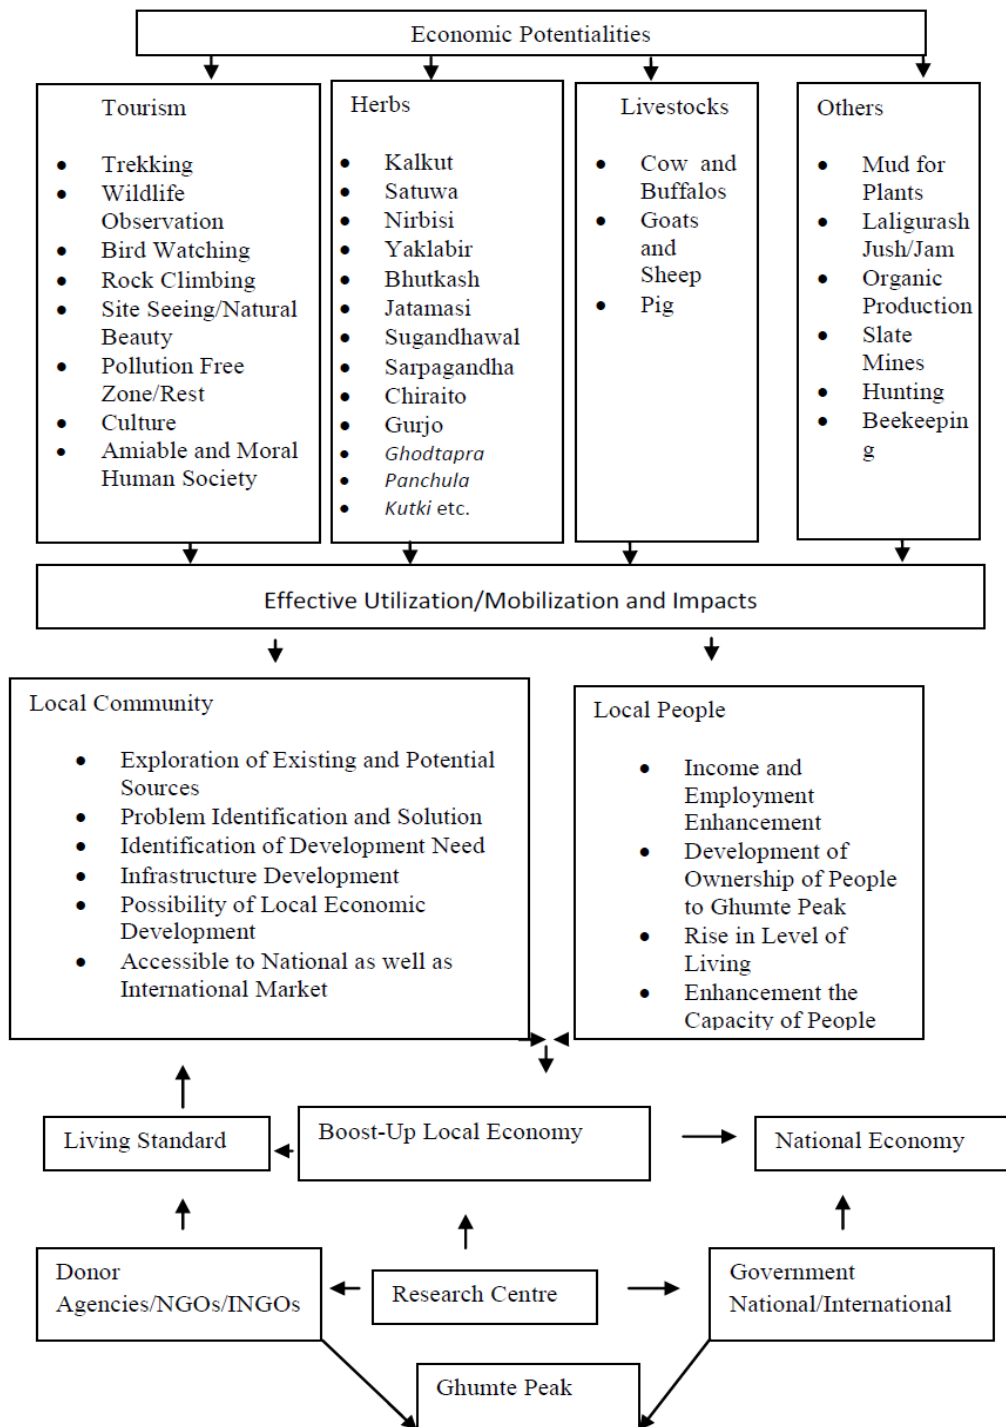 Economic Potentialities
Tourism
• Trekking
• Wildlife
Observation
• Bird Watching
• Rock Climbing
• Site Seeing/Natural
Beauty
• Pollution Free
Zone/Rest
• Culture
• Amiable and Moral
Human Society
Herbs
• Kalkut
• Satuwa
• Nirbisi
• Yaklabir
• Bhutkash
• Jatamasi
• Sugandhawal
• Sarpagandha
• Chiraito
• Gurjo
• Ghodtapra
• Panchula
• Kutki etc.
Livestocks
• Cow and
Buffalos
• Goats
and
Sheep
• Pig
Others
• Mud for
Plants
• Laligurash
Jush/Jam
• Organic
Production
• Slate
Mines
• Hunting
• Beekeepin
g
Effective Utilization/Mobilization and Impacts
Local Community
• Exploration of Existing and Potential
Sources
• Problem Identification and Solution
• Identification of Development Need
• Infrastructure Development
• Possibility of Local Economic
Development
• Accessible to National as well as
International Market
Local People
• Income and
Employment
Enhancement
• Development of
Ownership of People
to Ghumte Peak
• Rise in Level of
Living
• Enhancement the
Capacity of People
Living Standard
Boost-Up Local Economy
National Economy
Donor
Agencies/NGOs/INGOs
Research Centre
Government
National/International
Ghumte Peak